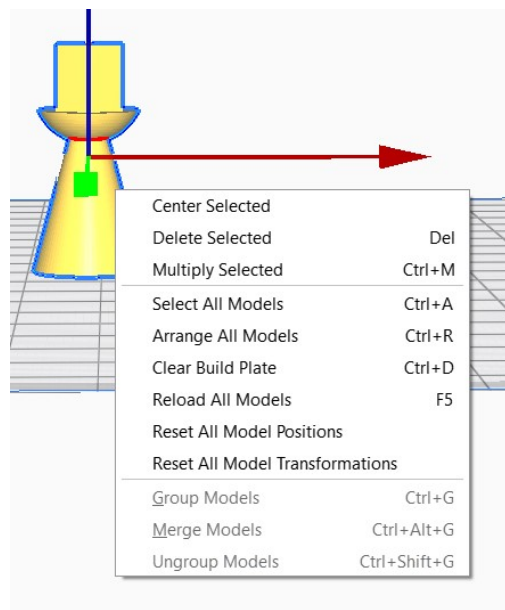 Center Selected
Delete Selected Del
Multiply Selected Ctrl+M
Select All Models Ctrl+A
Arrange All Models Ctrl+R
Clear Build Plate Ctrl+D
Reload All Models F5
Reset All Model Positions
Reset All Model Transformations
Group Models Ctrl+G
Merge Models Ctrl+Alt+G
Ungroup Models Ctrl+Shift+G